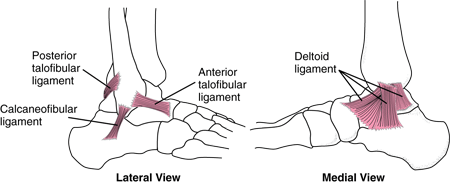 Posterior
talofibular
ligament
Calcaneofibular
ligament
Anterior
talofibular
ligament
Lateral View
Deltoid
ligament
Medial View